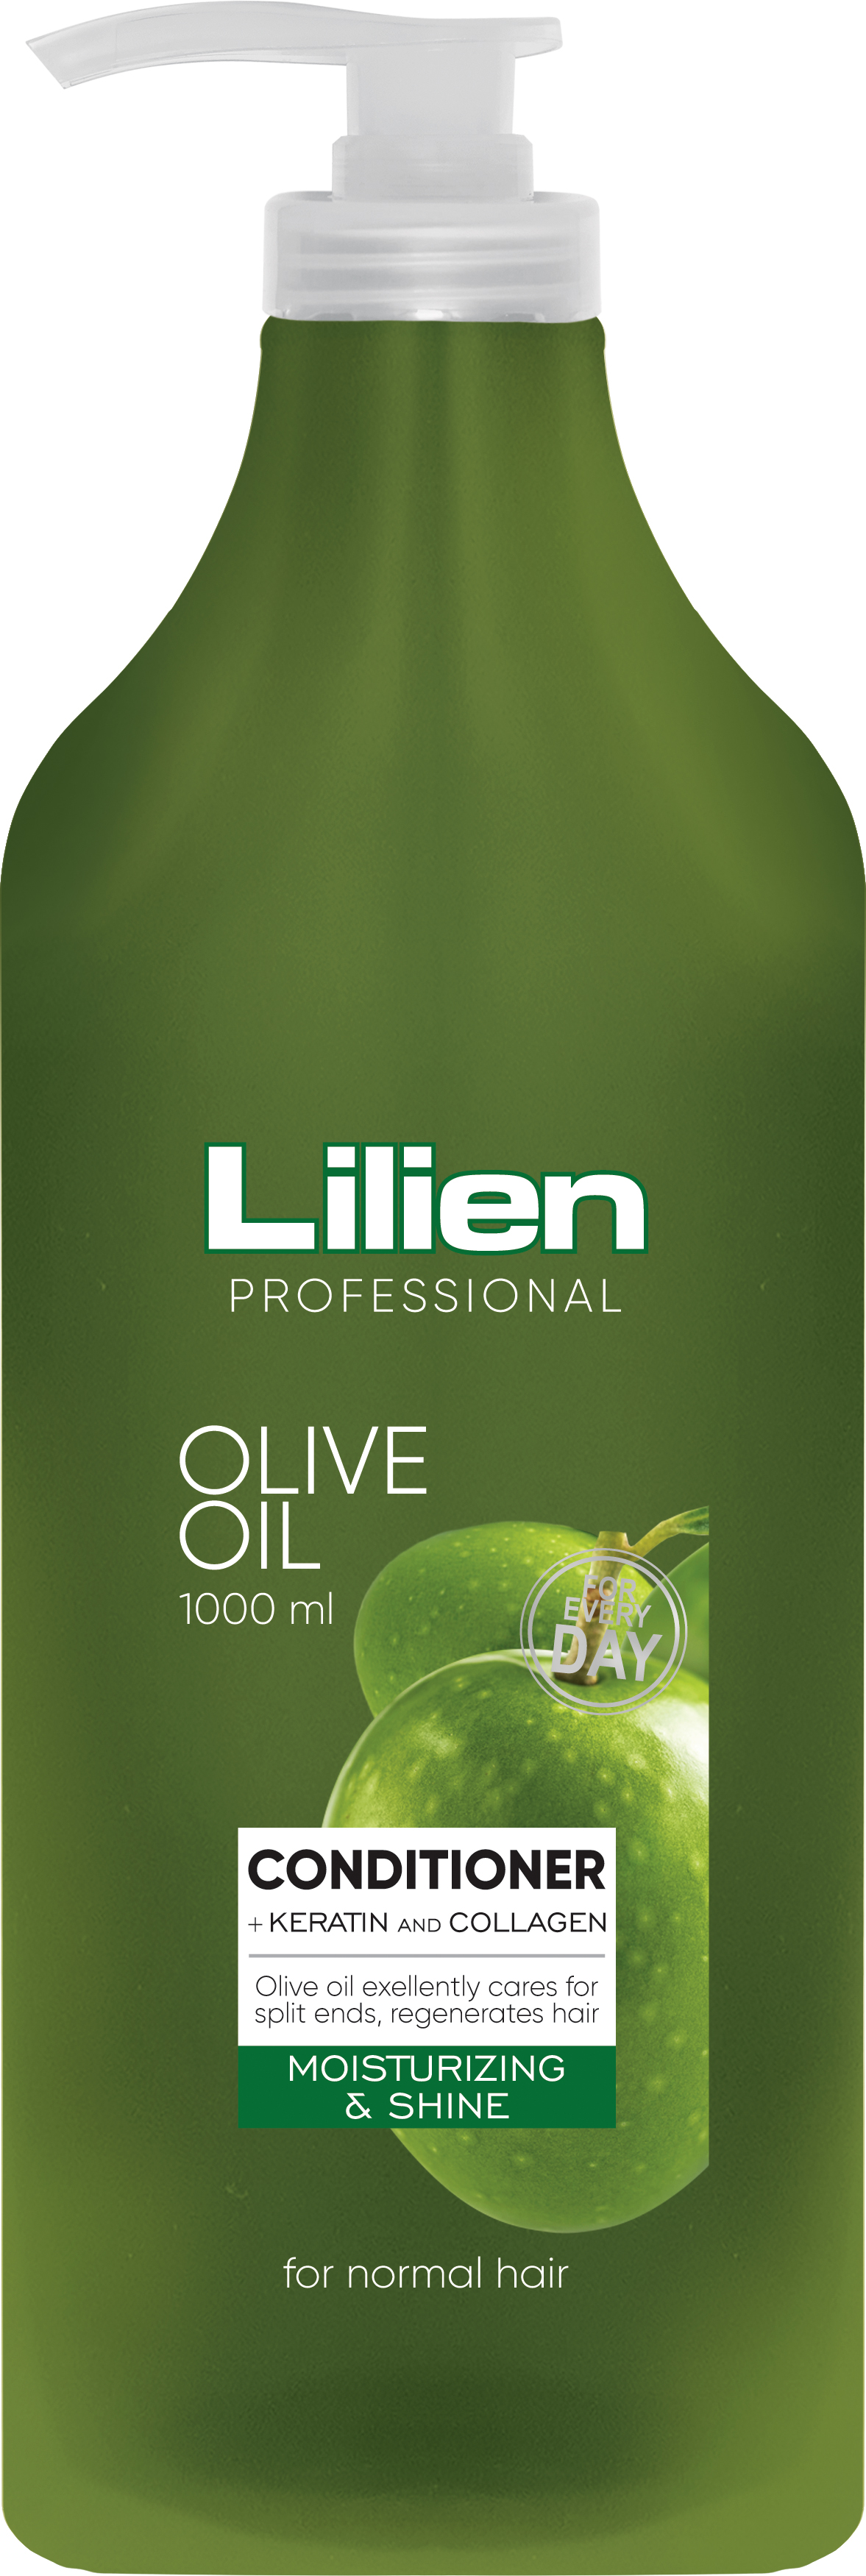 Lilien
PROFESSIONAL
OLIVE
OIL
1000 ml
FOR
EVERY
DAY
CONDITIONER
+ KERATIN AND COLLAGEN
Olive oil exellently cares for
split ends, regenerates hair
MOISTURIZING
& SHINE
for normal hair